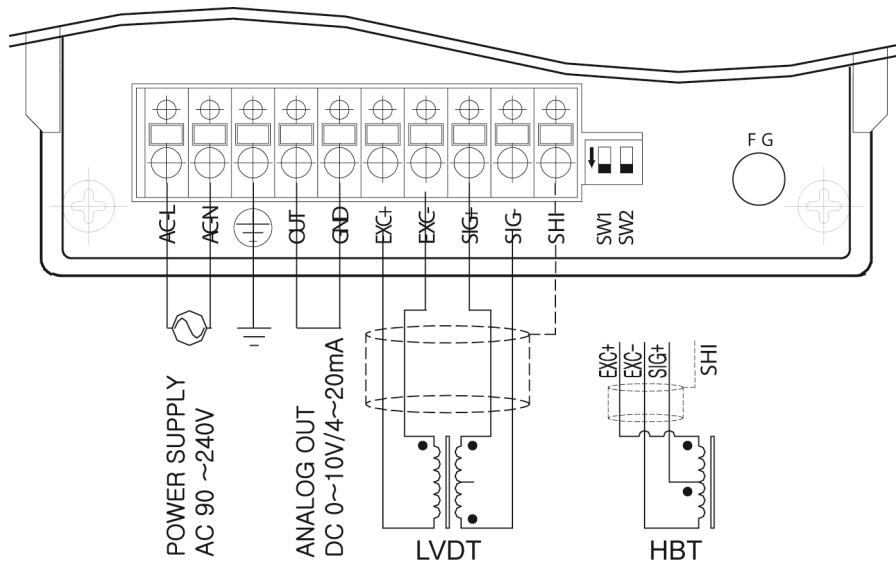 F G
AC-L
AC-N
OUT
GND
EXC+
EXC-
SIG+
SIG-
SHI
SW1
SW2
POWER SUPPLY
AC 90 ~240V
ANALOG OUT
DC 0~10V/4~20mA
EXC+
EXC-
SIG+
SHI
LVDT
HBT